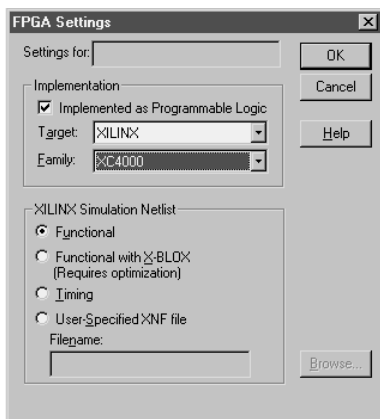 FPGA Settings
Settings for:
OK
Cancel
Help
Implementation
Implemented as Programmable Logic
Target: XILINX
Family: XC4000
XILINX Simulation Netlist
Functional
Functional with X-BLOX
(Requires optimization)
Timing
User-Specified XNF file
Filename:
Browse...